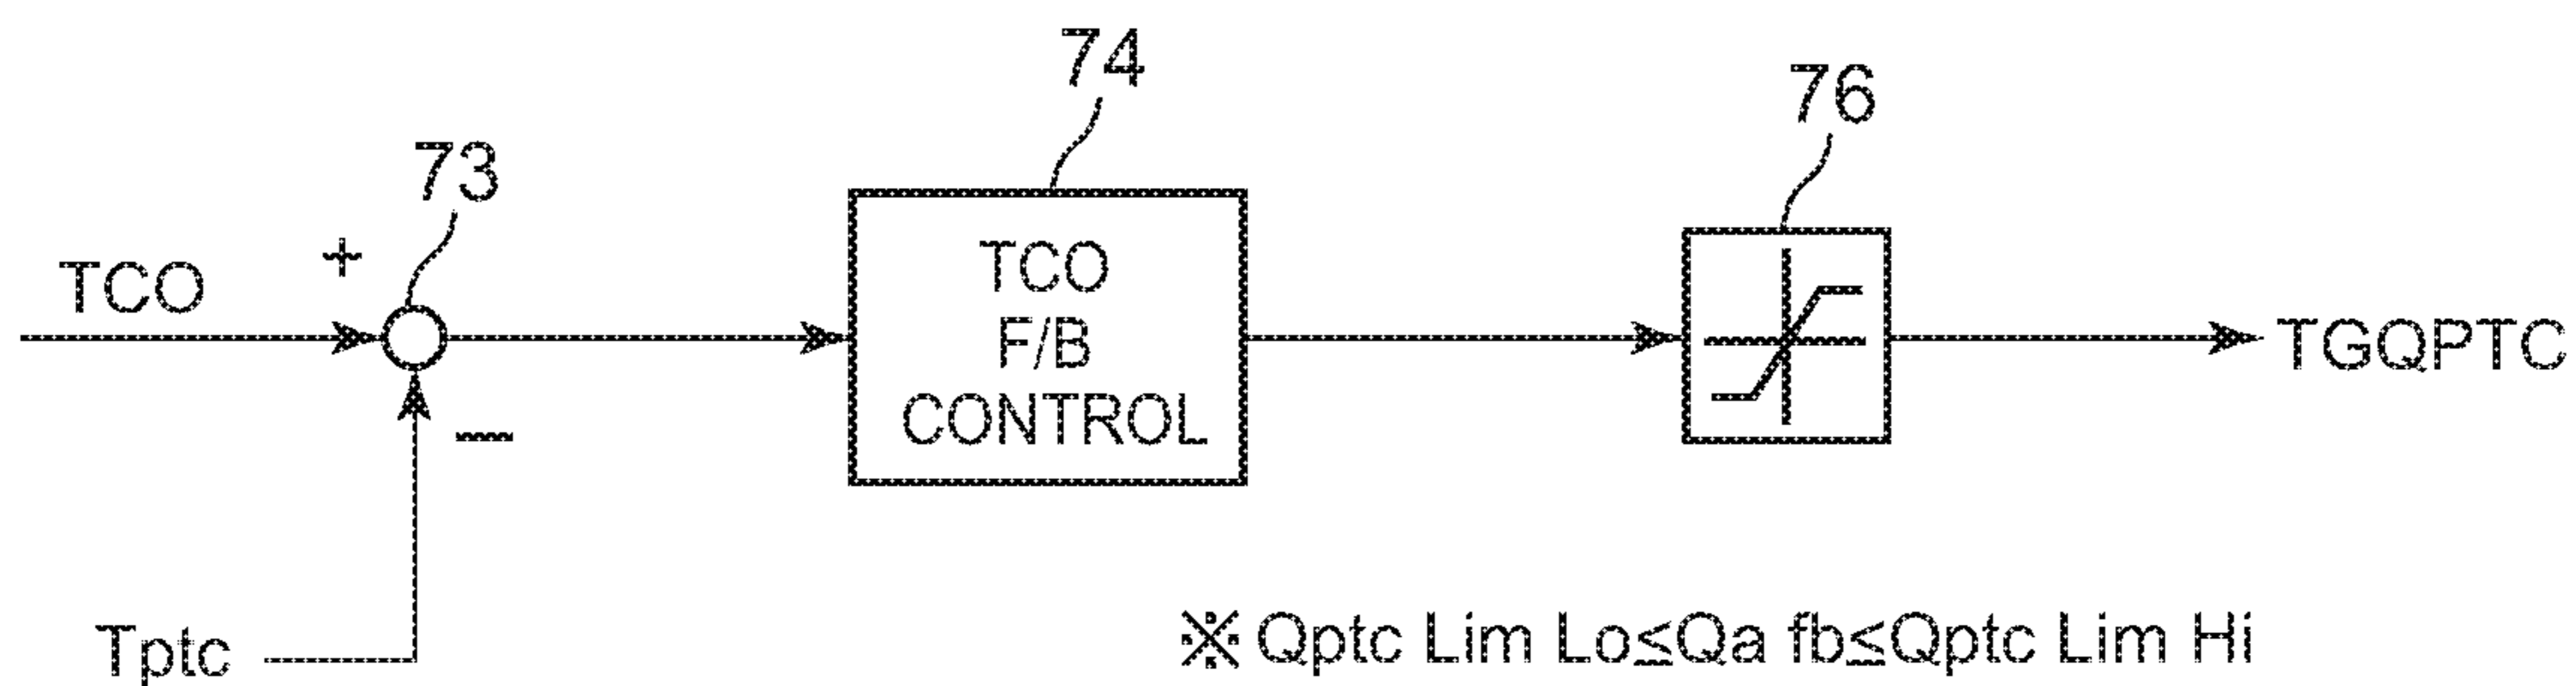 74
76
73
+
TCO
TCO
F/B
CONTROL
TGQPTC
−
Tptc
※Qptc Lim Lo≤Qa fb≤Qptc Lim Hi